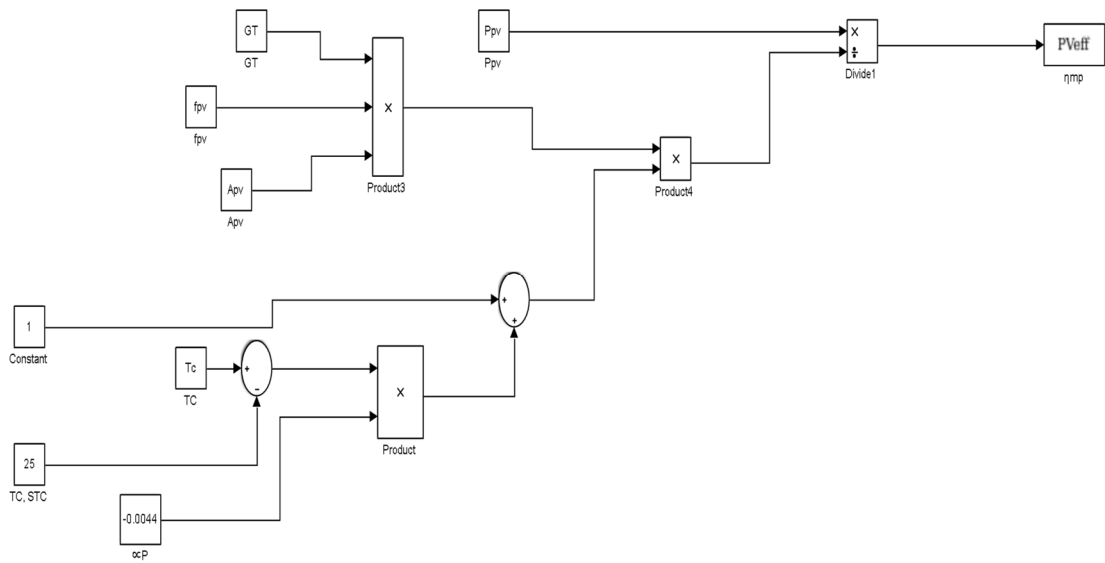 GT
GT
Ppv
Ppv
×
÷
Divide1
PVeff
ηmp
fpv
fpv
×
Product3
×
Product4
Apv
Apv
+
+
1
Constant
Tc
TC
+
−
×
Product
25
TC, STC
-0.0044
∝P